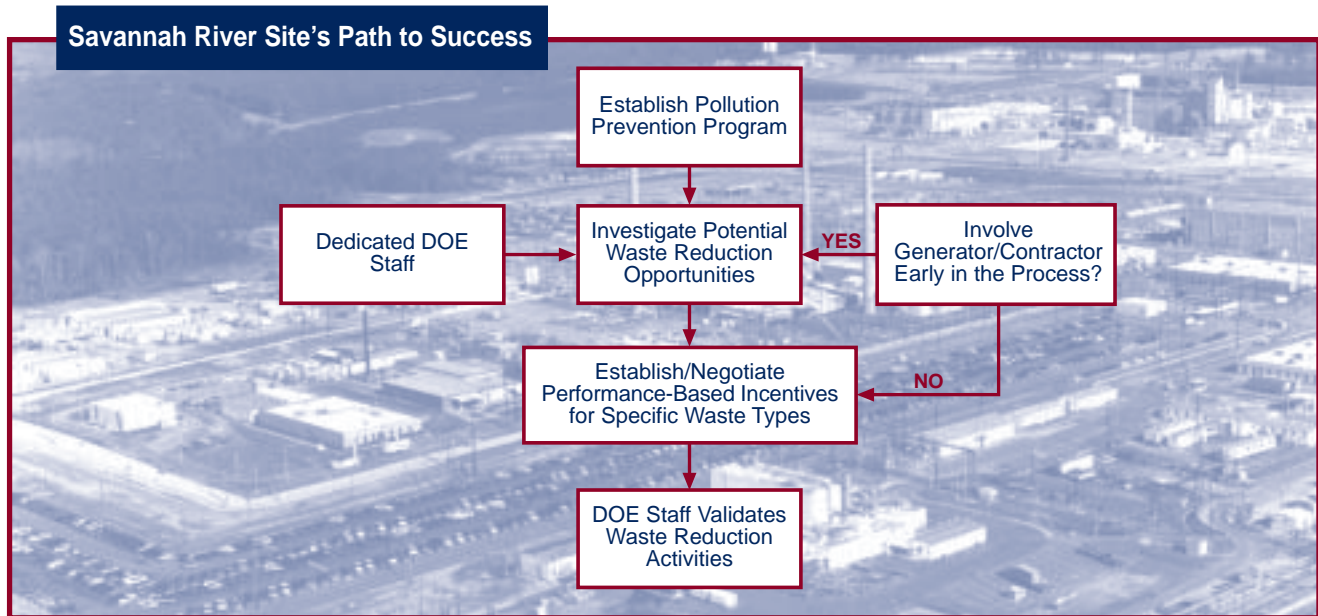 Savannah River Site's Path to Success
Establish Pollution
Prevention Program
Dedicated DOE
Staff
Investigate Potential
Waste Reduction
Opportunities
YES
Involve
Generator/Contractor
Early in the Process?
Establish/Negotiate
Performance-Based Incentives
for Specific Waste Types
NO
DOE Staff Validates
Waste Reduction
Activities